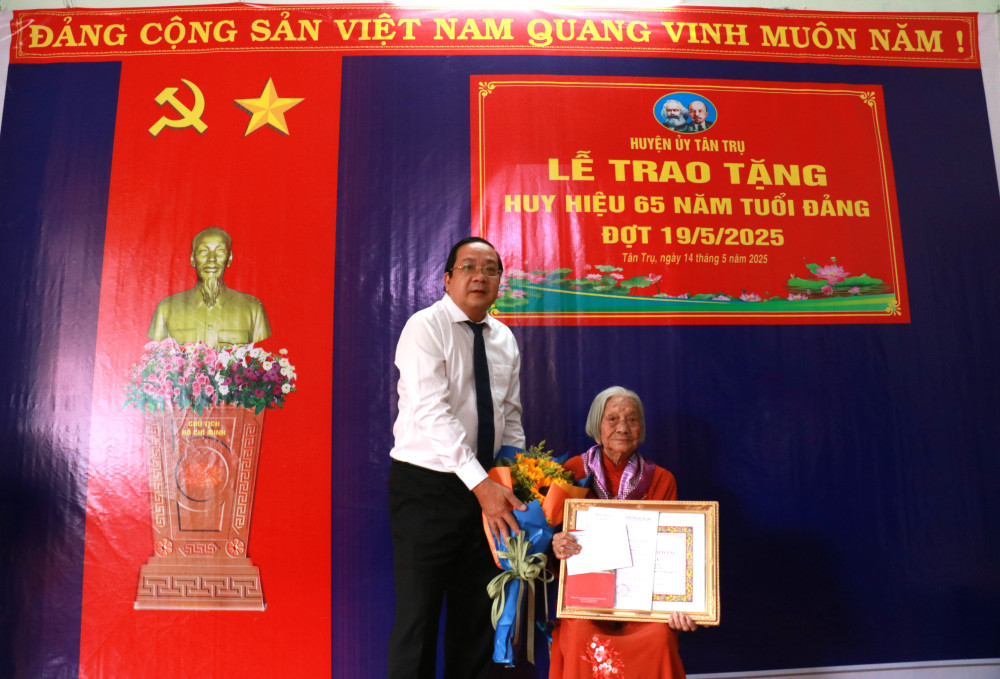 ĐẢNG CỘNG SẢN VIỆT NAM QUANG VINH MUÔN NĂM !
HUYỆN ỦY TÂN TRỤ
LỄ TRAO TẶNG
HUY HIỆU 65 NĂM TUỔI ĐẢNG
ĐỢT 19/5/2025
Tân Trụ, ngày 14 tháng 5 năm 2025
CHỦ TỊCH
HỒ CHÍ MINH